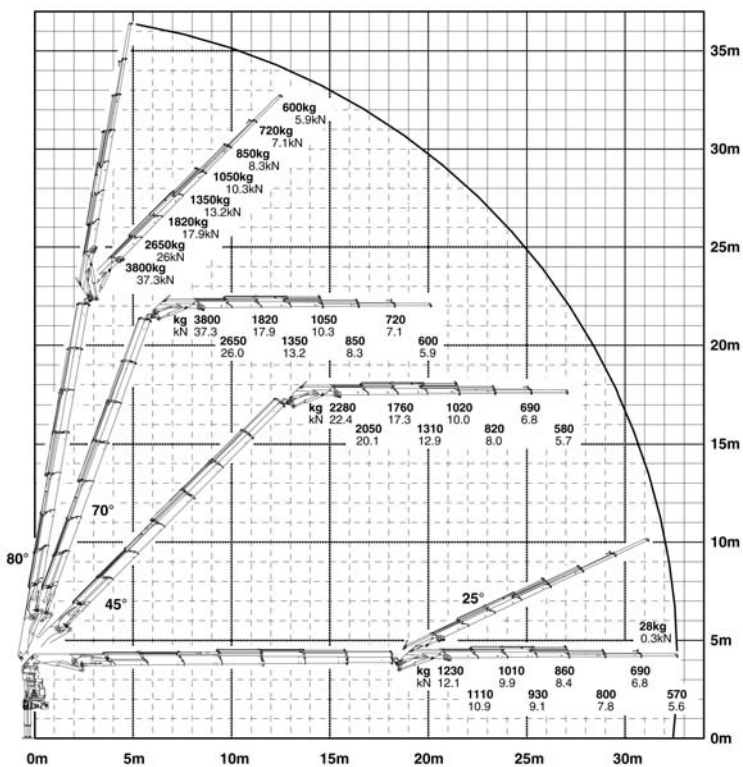 35m
600kg
5.9kN
720kg
7.1kN
30m
850kg
8.3kN
1050kg
10.3kN
1350kg
13.2kN
1820kg
17.9kN
2650kg
26kN
25m
3800kg
37.3kN
kg 3800 1820 1050 720
kN 37.3 17.9 10.3 7.1
2650 1350 850 600
26.0 13.2 8.3 5.9
20m
kg 2280 1760 1020 690
kN 22.4 17.3 10.0 6.8
2050 1310 820 580
20.1 12.9 8.0 5.7
15m
70°
10m
80°
45°
25°
28kg
0.3kN
5m
kg 1230 1010 860 690
kN 12.1 9.9 8.4 6.8
1110 930 800 570
10.9 9.1 7.8 5.6
0m
0m 5m 10m 15m 20m 25m 30m